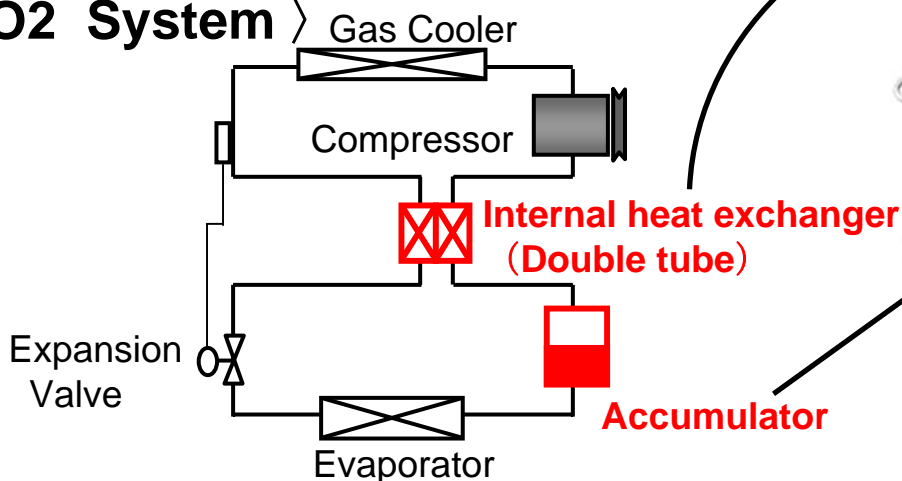 O2 System 〉
Gas Cooler
Compressor
Internal heat exchanger
（Double tube）
Expansion
Valve
Accumulator
Evaporator